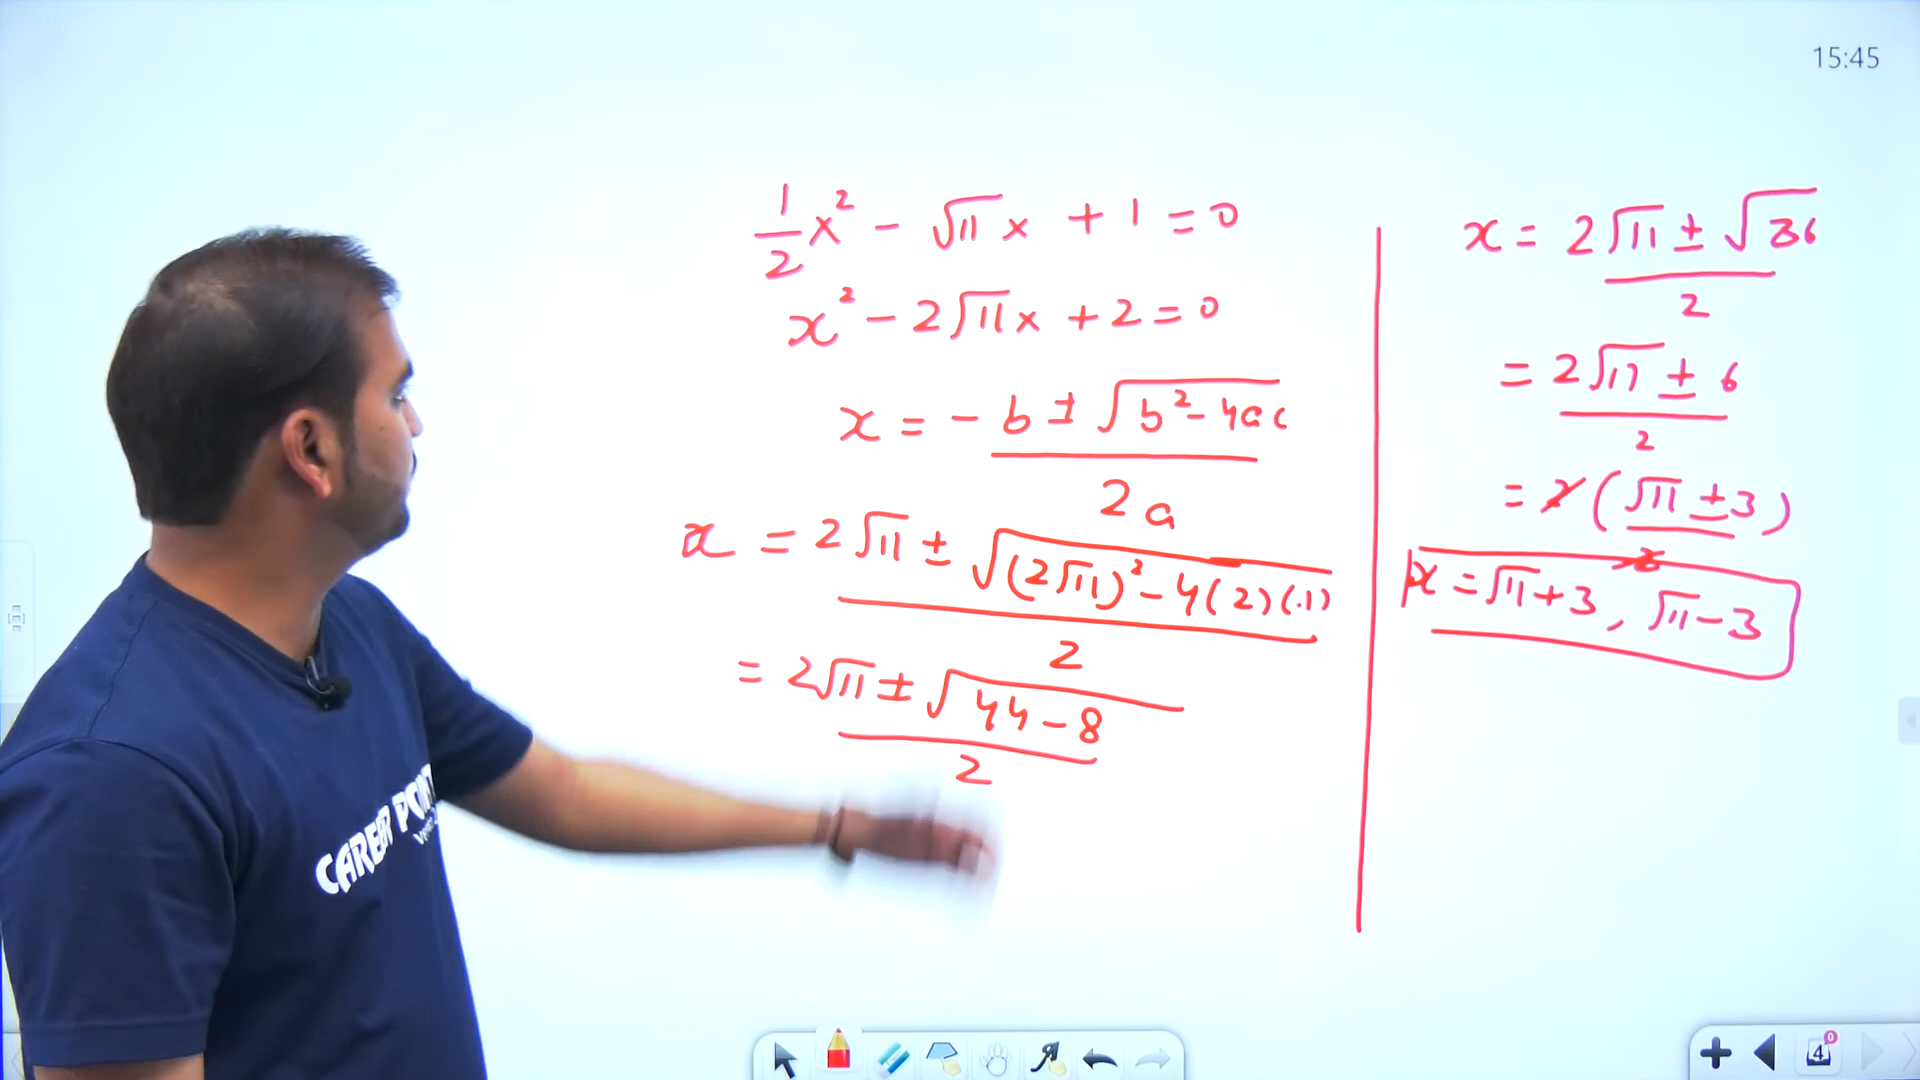 15:45
1/2 x² - √11 x + 1 = 0
x² - 2√11 x + 2 = 0
x = -b ± √(b² - 4ac) / 2a
x = 2√11 ± √((2√11)² - 4(2)(1)) / 2
= 2√11 ± √(44 - 8) / 2
x = 2√11 ± √36 / 2
= 2√11 ± 6 / 2
= 2(√11 ± 3) / 2
x = √11 + 3, √11 - 3
CAREER POINT
4
0